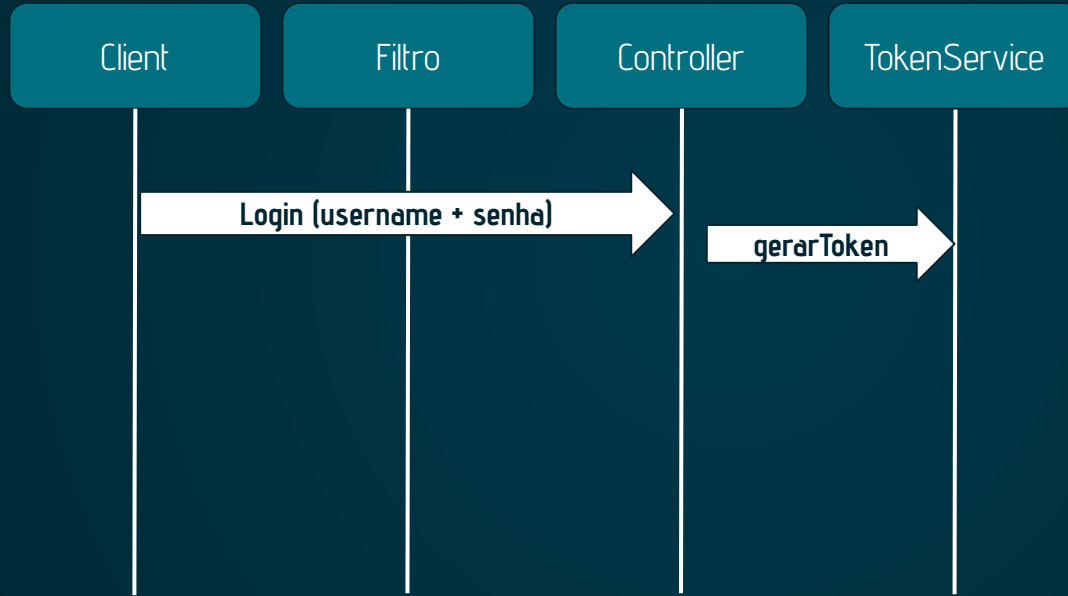 Client
Filtro
Controller
TokenService
Login (username + senha)
gerarToken